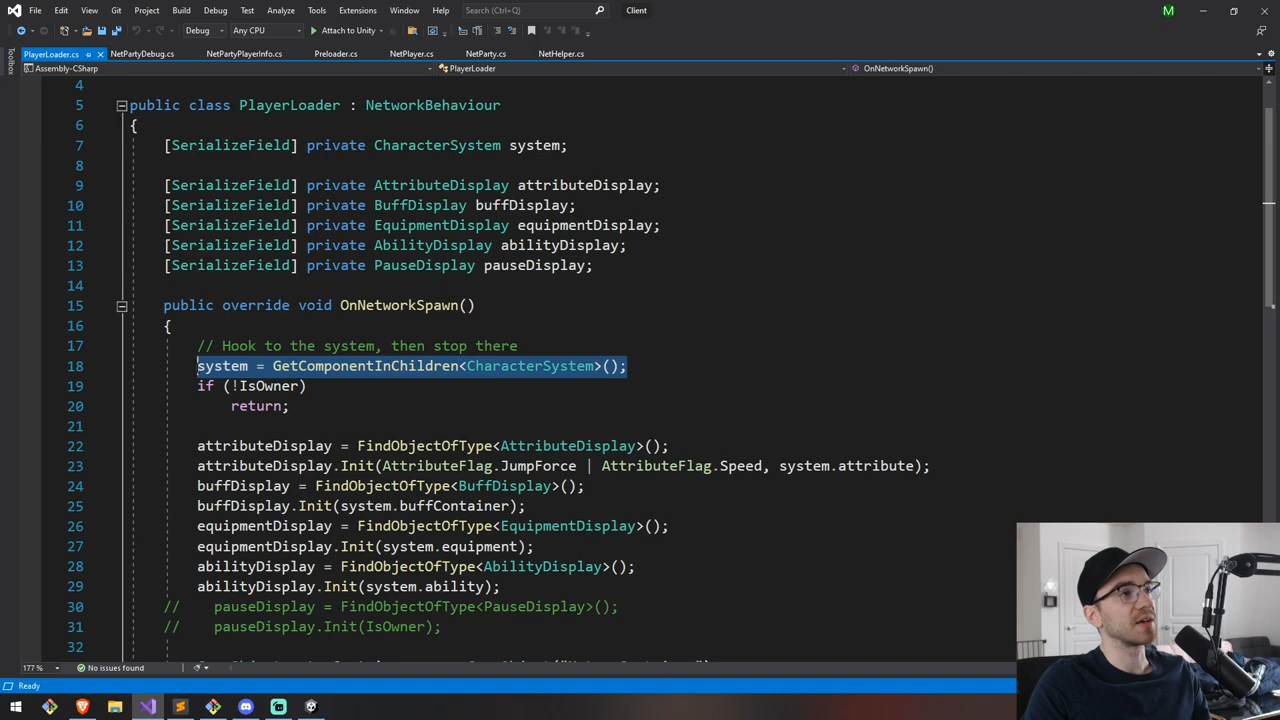 File Edit View Git Project Build Debug Test Analyze Tools Extensions Window Help Search (Ctrl+Q) Client M
Debug Any CPU Attach to Unity
PlayerLoader.cs NetPartyDebug.cs NetPartyPlayerInfo.cs Preloader.cs NetPlayer.cs NetParty.cs NetHelper.cs
Toolbox
Assembly-CSharp PlayerLoader OnNetworkSpawn()
4
5 public class PlayerLoader : NetworkBehaviour
6 {
7 [SerializeField] private CharacterSystem system;
8
9 [SerializeField] private AttributeDisplay attributeDisplay;
10 [SerializeField] private BuffDisplay buffDisplay;
11 [SerializeField] private EquipmentDisplay equipmentDisplay;
12 [SerializeField] private AbilityDisplay abilityDisplay;
13 [SerializeField] private PauseDisplay pauseDisplay;
14
15 public override void OnNetworkSpawn()
16 {
17 // Hook to the system, then stop there
18 system = GetComponentInChildren<CharacterSystem>();
19 if (!IsOwner)
20 return;
21
22 attributeDisplay = FindObjectOfType<AttributeDisplay>();
23 attributeDisplay.Init(AttributeFlag.JumpForce | AttributeFlag.Speed, system.attribute);
24 buffDisplay = FindObjectOfType<BuffDisplay>();
25 buffDisplay.Init(system.buffContainer);
26 equipmentDisplay = FindObjectOfType<EquipmentDisplay>();
27 equipmentDisplay.Init(system.equipment);
28 abilityDisplay = FindObjectOfType<AbilityDisplay>();
29 abilityDisplay.Init(system.ability);
30 // pauseDisplay = FindObjectOfType<PauseDisplay>();
31 // pauseDisplay.Init(IsOwner);
32
177 % No issues found
Ready